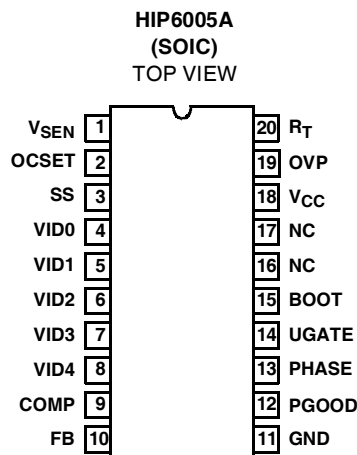 HIP6005A
(SOIC)
TOP VIEW
VSEN 1 20 RT
OCSET 2 19 OVP
SS 3 18 VCC
VID0 4 17 NC
VID1 5 16 NC
VID2 6 15 BOOT
VID3 7 14 UGATE
VID4 8 13 PHASE
COMP 9 12 PGOOD
FB 10 11 GND